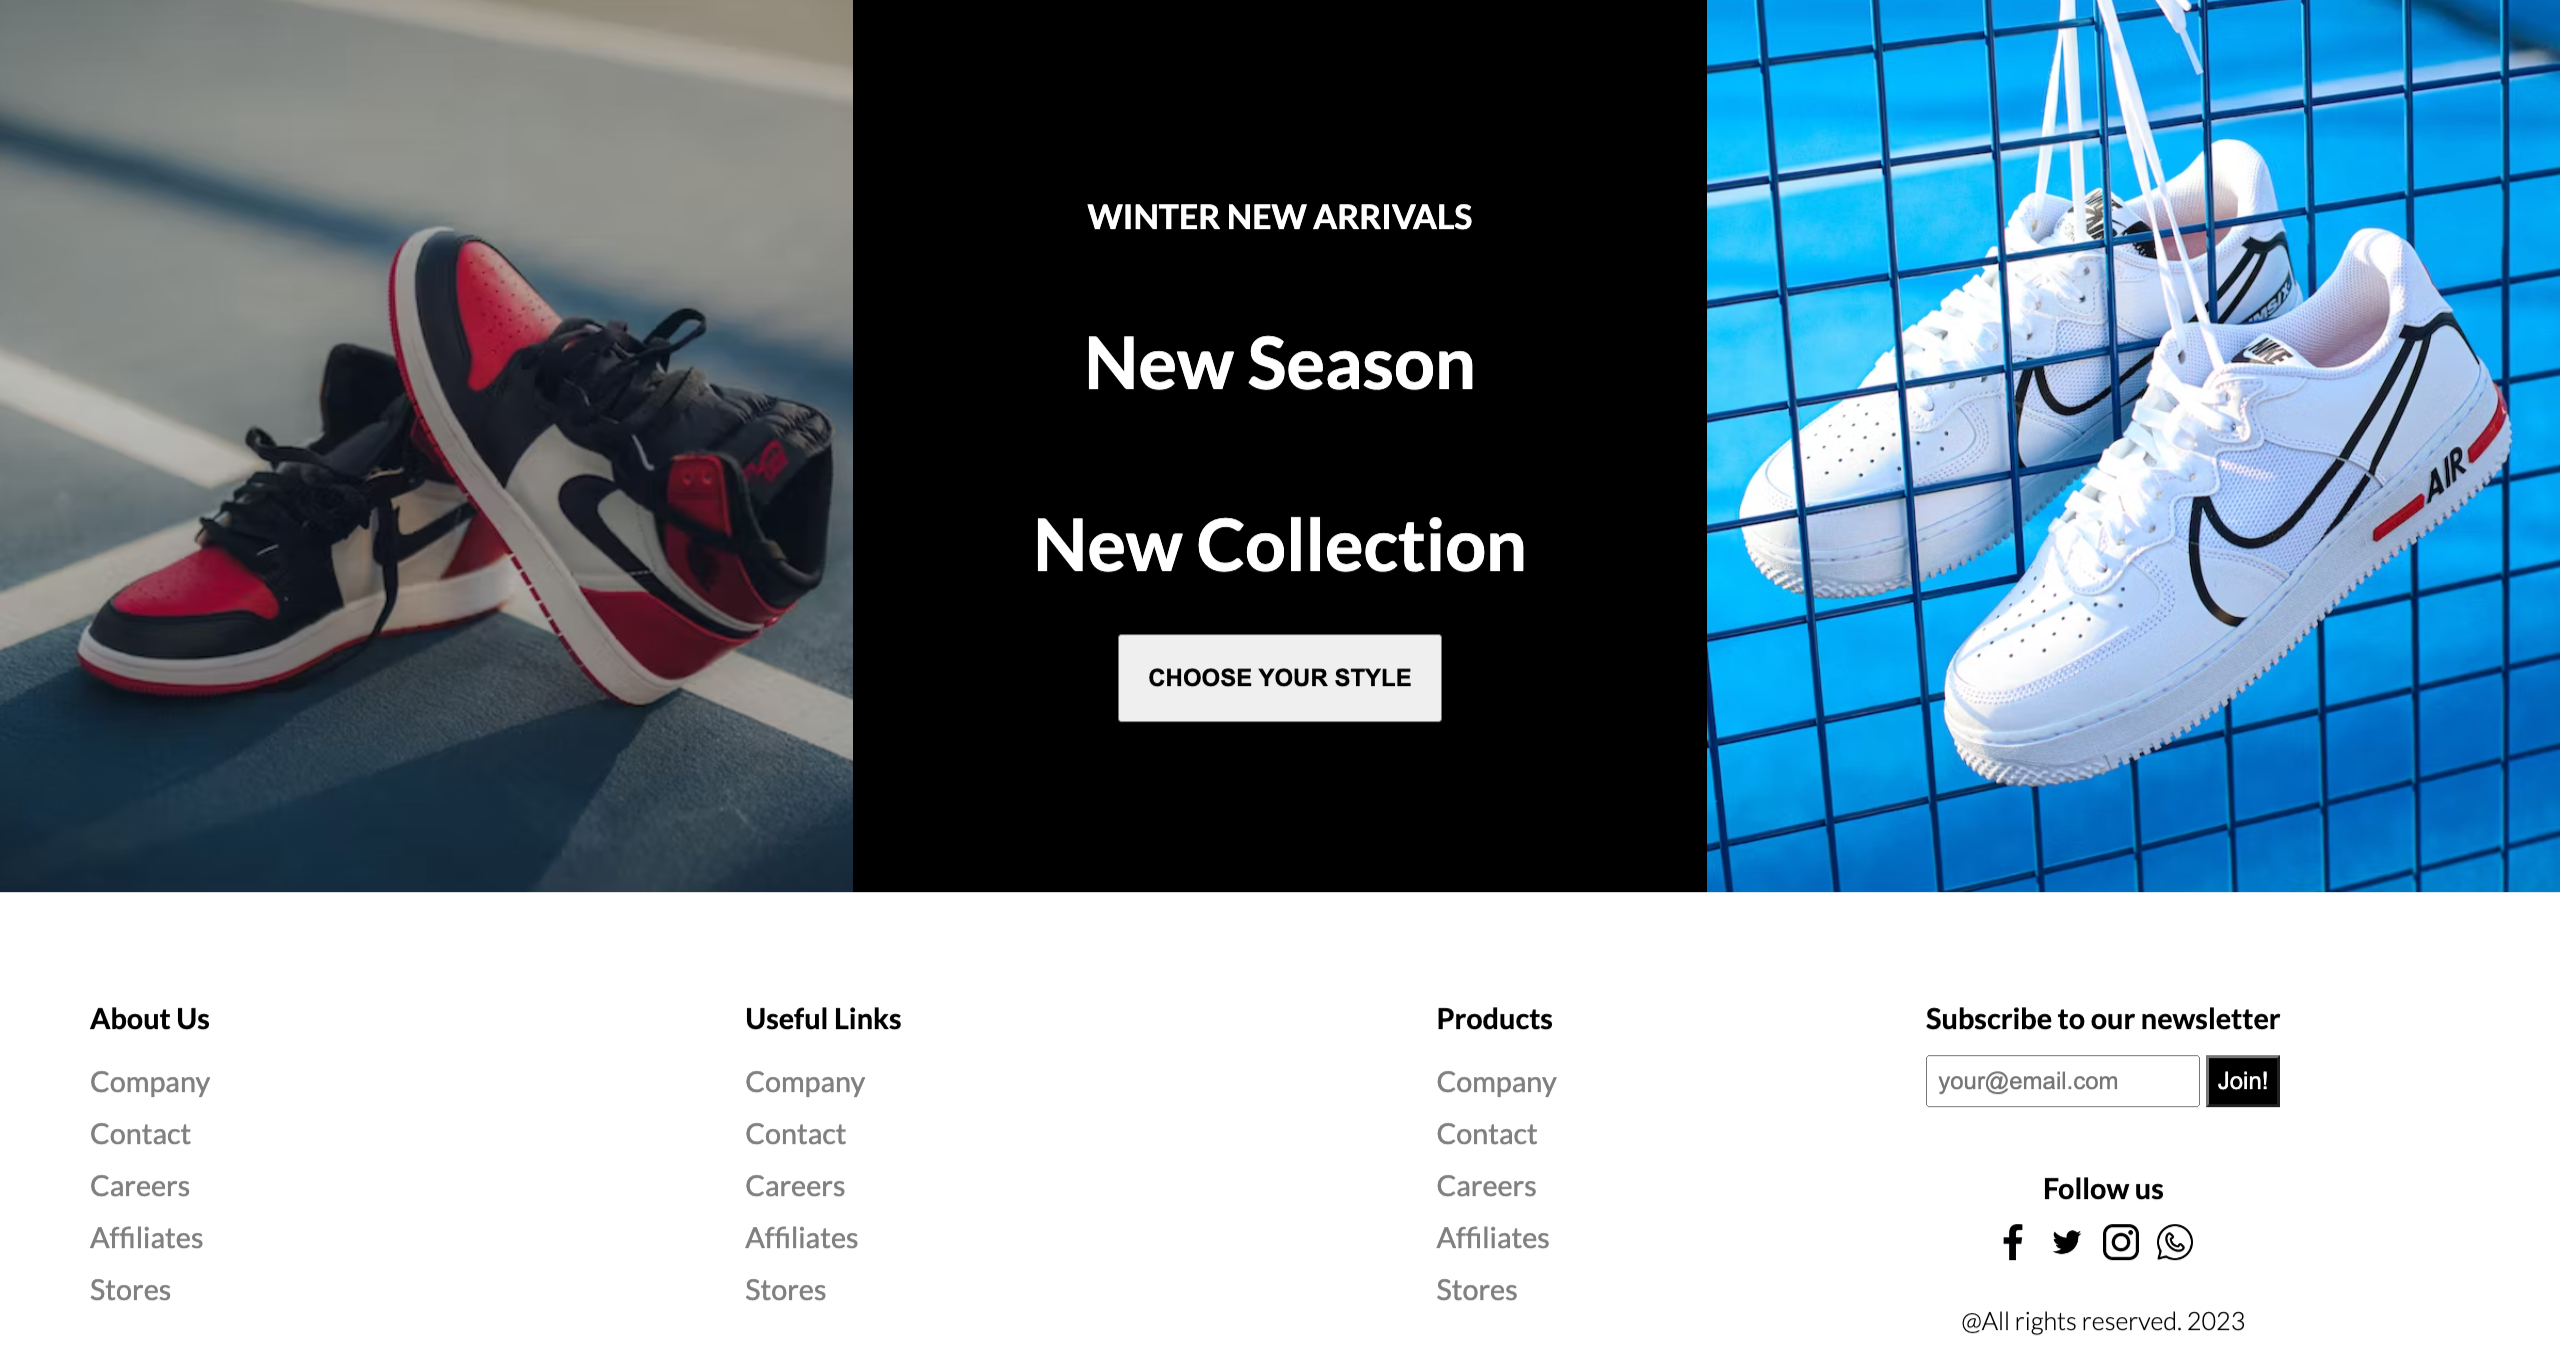 WINTER NEW ARRIVALS
New Season
New Collection
CHOOSE YOUR STYLE
NIKE
AIR
About Us
Company
Contact
Careers
Affiliates
Stores
Useful Links
Company
Contact
Careers
Affiliates
Stores
Products
Company
Contact
Careers
Affiliates
Stores
Subscribe to our newsletter
your@email.com
Join!
Follow us
@All rights reserved. 2023